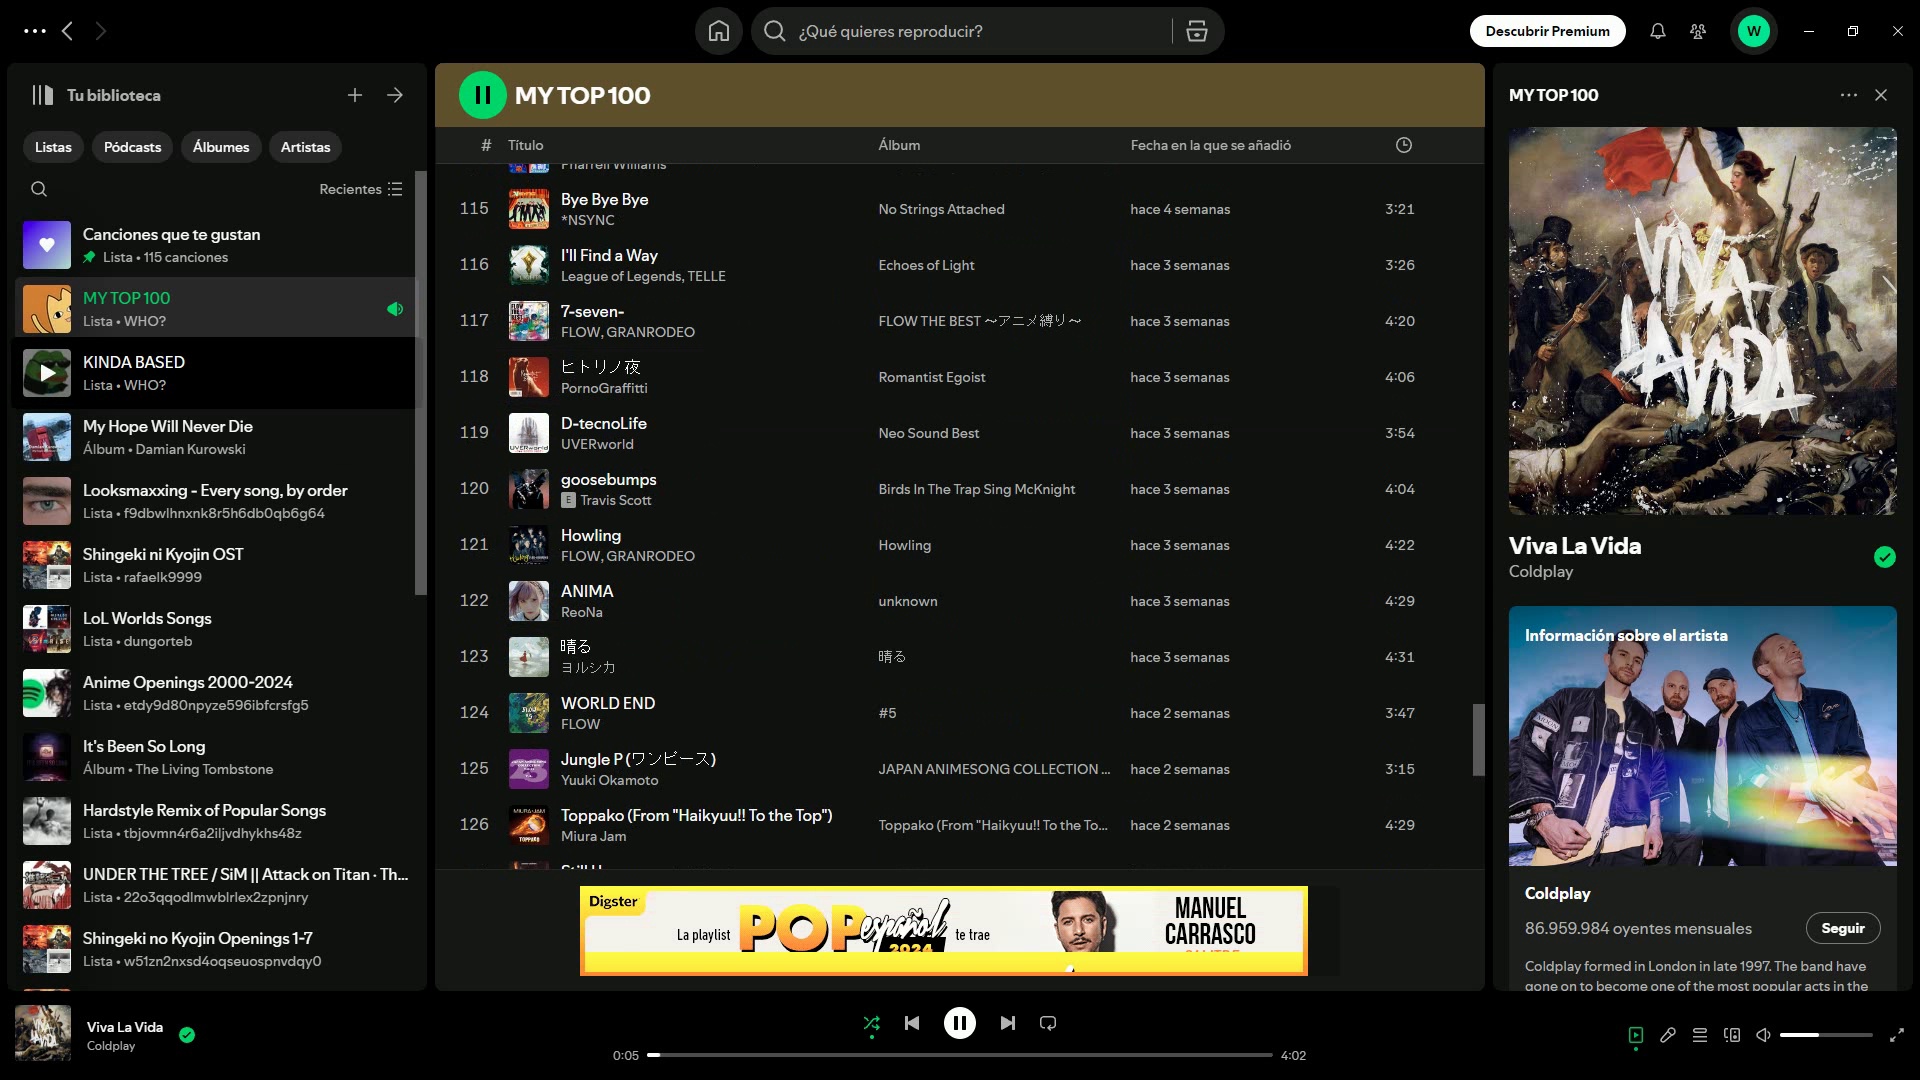 ¿Qué quieres reproducir?
Descubrir Premium
W
Tu biblioteca
Listas
Pódcasts
Álbumes
Artistas
Recientes
Canciones que te gustan
Lista • 115 canciones
MY TOP 100
Lista • WHO?
KINDA BASED
Lista • WHO?
My Hope Will Never Die
Álbum • Damian Kurowski
Looksmaxxing - Every song, by order
Lista • f9dbwlhnxnk8r5h6db0qb6g64
Shingeki ni Kyojin OST
Lista • rafaelk9999
LoL Worlds Songs
Lista • dungorteb
Anime Openings 2000-2024
Lista • etdy9d80npyze596ibfcrsfg5
It's Been So Long
Álbum • The Living Tombstone
Hardstyle Remix of Popular Songs
Lista • tbjovmn4r6a2iljvdhykhs48z
UNDER THE TREE / SiM || Attack on Titan · Th...
Lista • 22o3qqodlmwblrlex2zpnjnry
Shingeki no Kyojin Openings 1-7
Lista • w51zn2nxsd4oqseuospnvdqy0
MY TOP 100
# Título Álbum Fecha en la que se añadió
Pharrell Williams
115 Bye Bye Bye No Strings Attached hace 4 semanas 3:21
*NSYNC
116 I'll Find a Way Echoes of Light hace 3 semanas 3:26
League of Legends, TELLE
117 7-seven- FLOW THE BEST ～アニメ縛り～ hace 3 semanas 4:20
FLOW, GRANRODEO
118 ヒトリノ夜 Romantist Egoist hace 3 semanas 4:06
PornoGraffitti
119 D-tecnoLife Neo Sound Best hace 3 semanas 3:54
UVERworld
120 goosebumps Birds In The Trap Sing McKnight hace 3 semanas 4:04
E Travis Scott
121 Howling Howling hace 3 semanas 4:22
FLOW, GRANRODEO
122 ANIMA unknown hace 3 semanas 4:29
ReoNa
123 晴る 晴る hace 3 semanas 4:31
ヨルシカ
124 WORLD END #5 hace 2 semanas 3:47
FLOW
125 Jungle P (ワンピース) JAPAN ANIMESONG COLLECTION ... hace 2 semanas 3:15
Yuuki Okamoto
126 Toppako (From "Haikyuu!! To the Top") Toppako (From "Haikyuu!! To the To... hace 2 semanas 4:29
Miura Jam
Digster
La playlist POP español 2024 te trae
MANUEL
CARRASCO
MY TOP 100
VIVA
LA VIDA
Viva La Vida
Coldplay
Información sobre el artista
Coldplay
86.959.984 oyentes mensuales
Seguir
Coldplay formed in London in late 1997. The band have
gone on to become one of the most popular acts in the
Viva La Vida
Coldplay
0:05
4:02